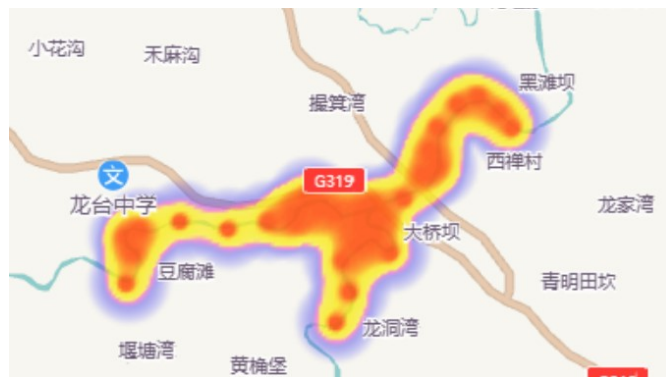 小花沟
禾麻沟
黑滩坝
撮箕湾
西禅村
G319
文
龙台中学
龙家湾
大桥坝
豆腐滩
青明田坎
龙洞湾
堰塘湾
黄桷堡